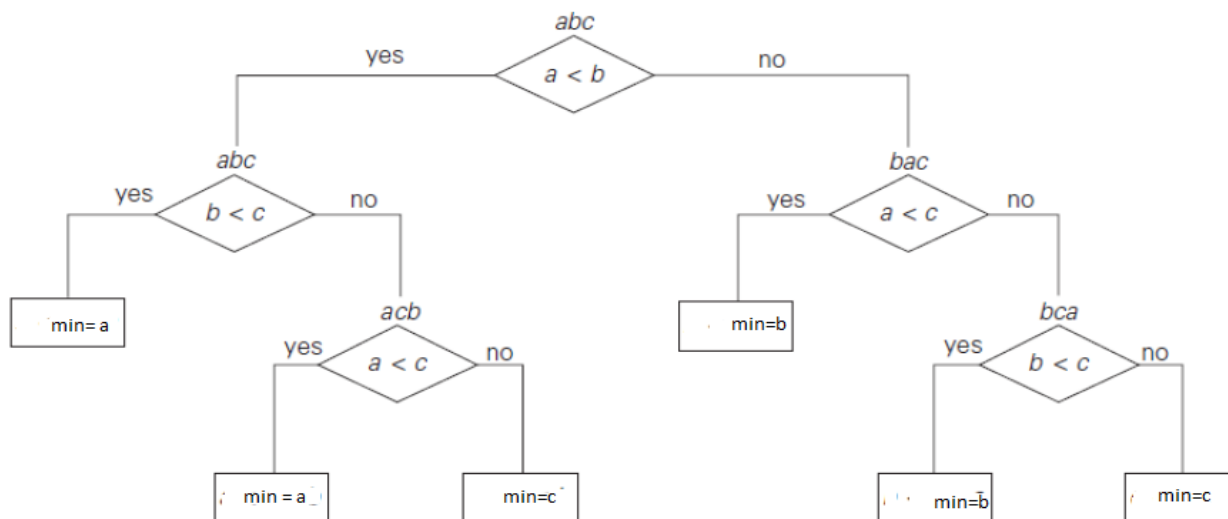 abc
yes
a < b
no
abc
bac
yes
b < c
no
yes
a < c
no
min= a
acb
min=b
bca
yes
a < c
no
yes
b < c
no
min = a
min=c
min=b
min=c